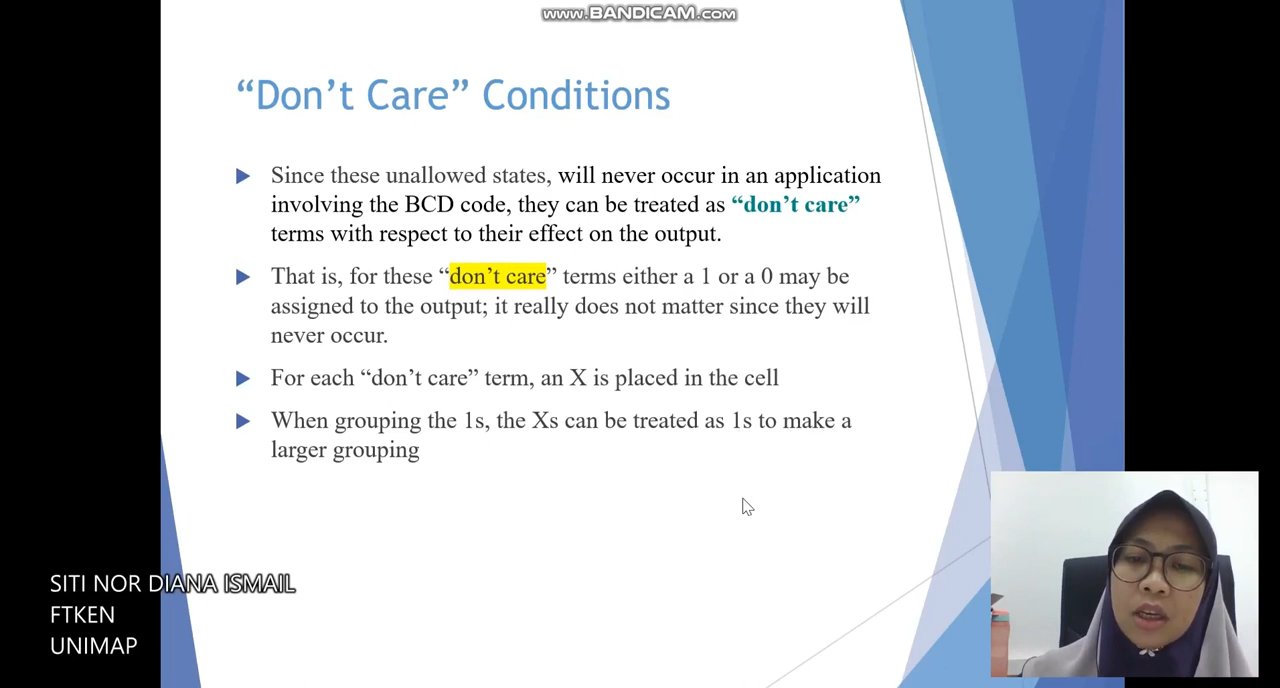 www.BANDICAM.com
“Don’t Care” Conditions
Since these unallowed states, will never occur in an application
involving the BCD code, they can be treated as “don’t care”
terms with respect to their effect on the output.
That is, for these “don’t care” terms either a 1 or a 0 may be
assigned to the output; it really does not matter since they will
never occur.
For each “don’t care” term, an X is placed in the cell
When grouping the 1s, the Xs can be treated as 1s to make a
larger grouping
SITI NOR DIANA ISMAIL
FTKEN
UNIMAP